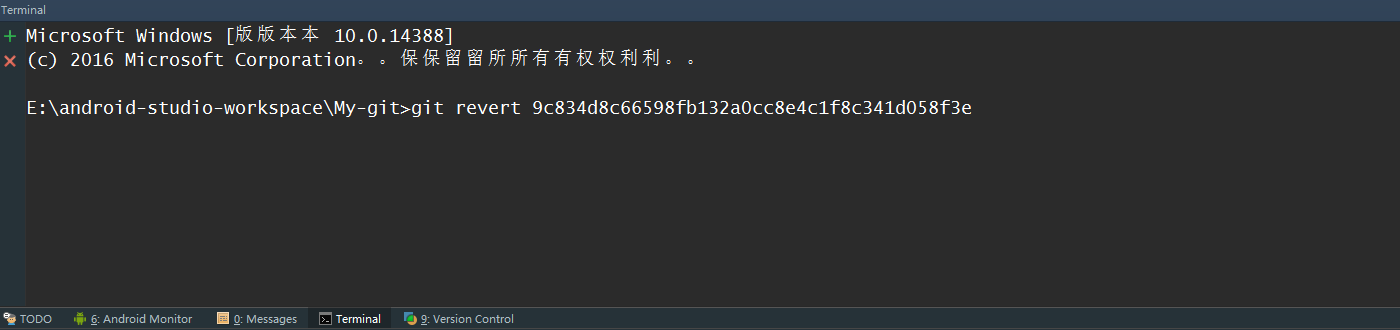 Terminal
Microsoft Windows [版版本本 10.0.14388]
(c) 2016 Microsoft Corporation。。保保留留所所有有权权利利。。
E:\android-studio-workspace\My-git>git revert 9c834d8c66598fb132a0cc8e4c1f8c341d058f3e
TODO 6: Android Monitor 0: Messages Terminal 9: Version Control